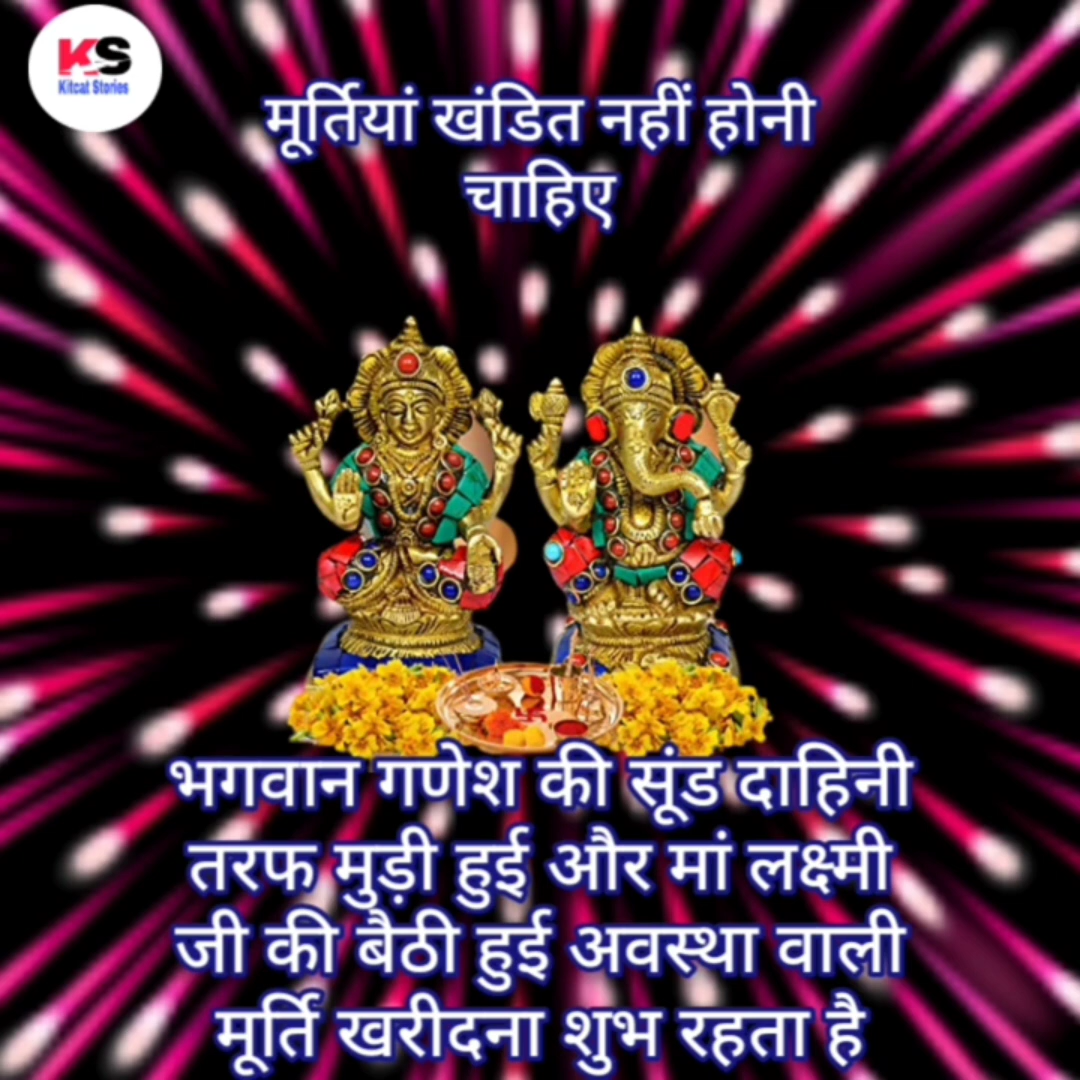 KS
Kitcat Stories
मूर्तियां खंडित नहीं होनी
चाहिए
भगवान गणेश की सूंड दाहिनी
तरफ मुड़ी हुई और मां लक्ष्मी
जी की बैठी हुई अवस्था वाली
मूर्ति खरीदना शुभ रहता है